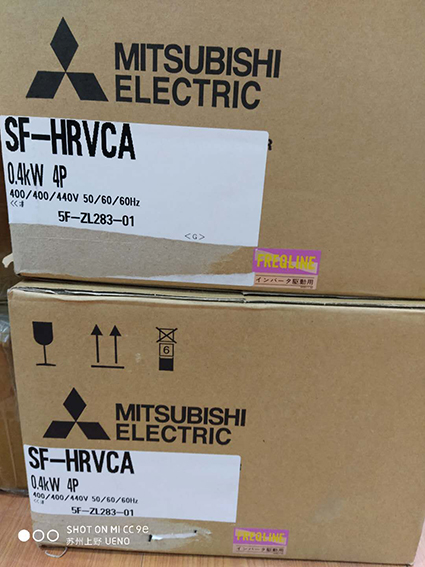 MITSUBISHI
ELECTRIC
SF-HRVCA
0.4kW 4P
400/400/440V 50/60/60Hz
5F-ZL283-01
<G>
FREQLINE
インバータ駆動用
6
MITSUBISHI
ELECTRIC
SF-HRVCA
0.4kW 4P
400/400/440V 50/60/60Hz
5F-ZL283-01
FREQLINE
インバータ駆動用
SHOT ON MI CC9e
苏州上影 UENO